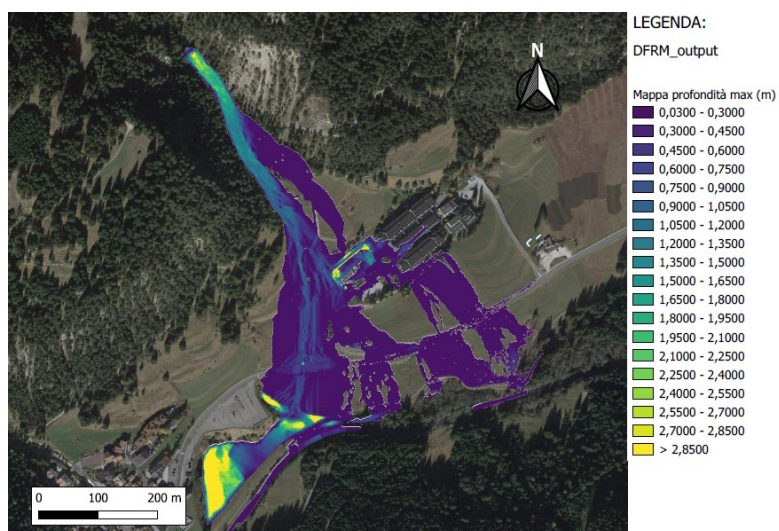 LEGENDA:
DFRM_output
N
Mappa profondità max (m)
0,0300 - 0,3000
0,3000 - 0,4500
0,4500 - 0,6000
0,6000 - 0,7500
0,7500 - 0,9000
0,9000 - 1,0500
1,0500 - 1,2000
1,2000 - 1,3500
1,3500 - 1,5000
1,5000 - 1,6500
1,6500 - 1,8000
1,8000 - 1,9500
1,9500 - 2,1000
2,1000 - 2,2500
2,2500 - 2,4000
2,4000 - 2,5500
2,5500 - 2,7000
2,7000 - 2,8500
> 2,8500
0 100 200 m